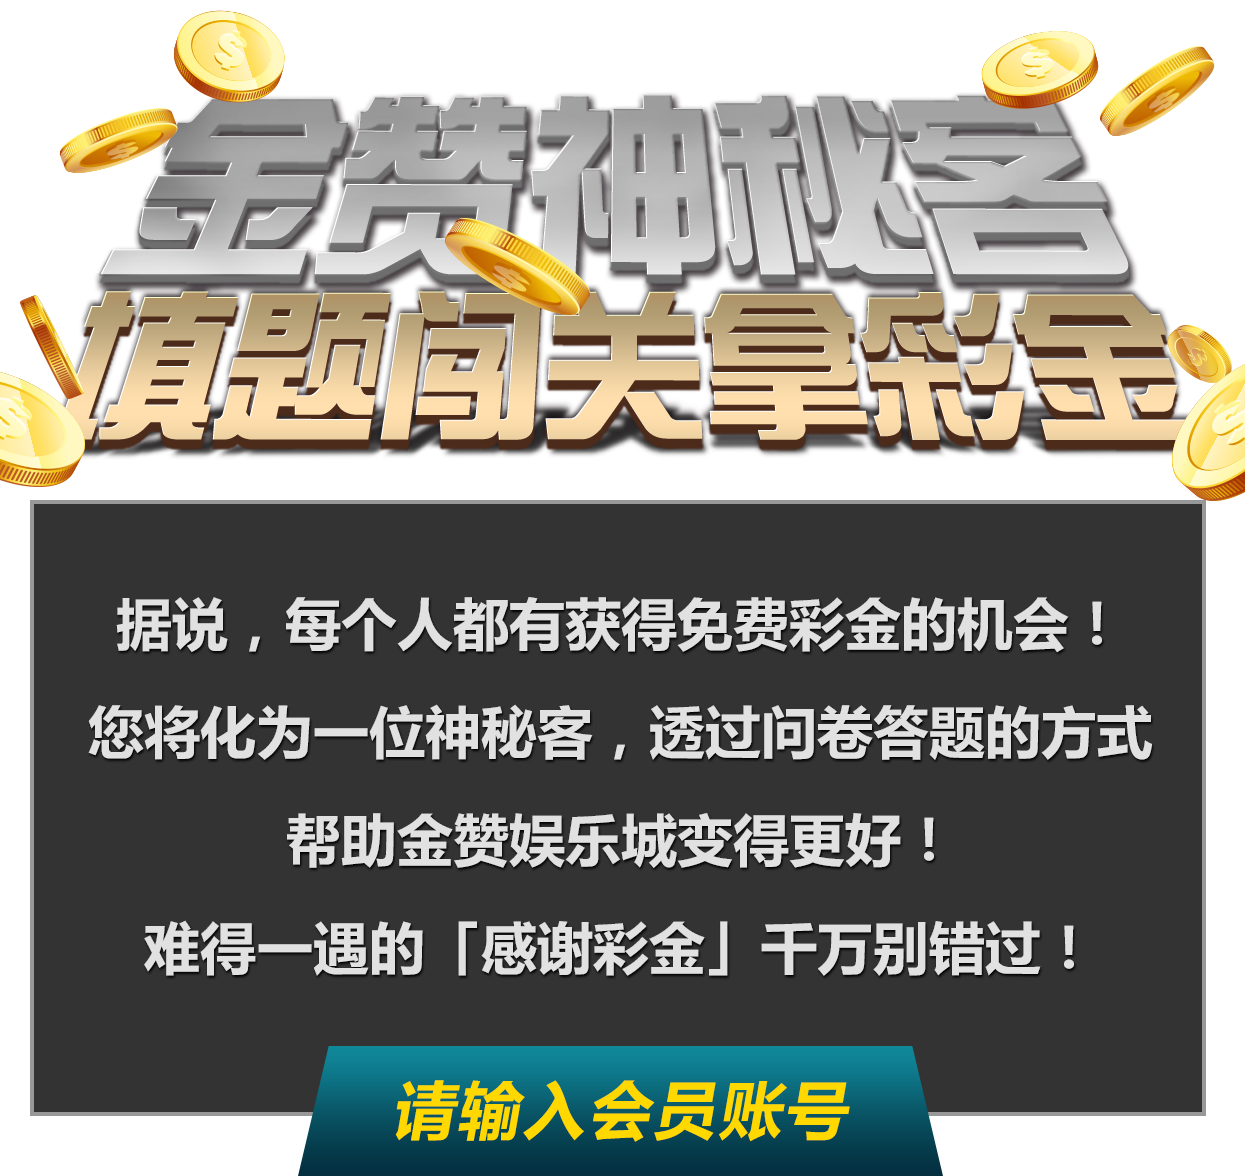 金赞神秘客
填题闯关拿彩金
据说，每个人都有获得免费彩金的机会！
您将化为一位神秘客，透过问卷答题的方式
帮助金赞娱乐城变得更好！
难得一遇的「感谢彩金」千万别错过！
请输入会员账号